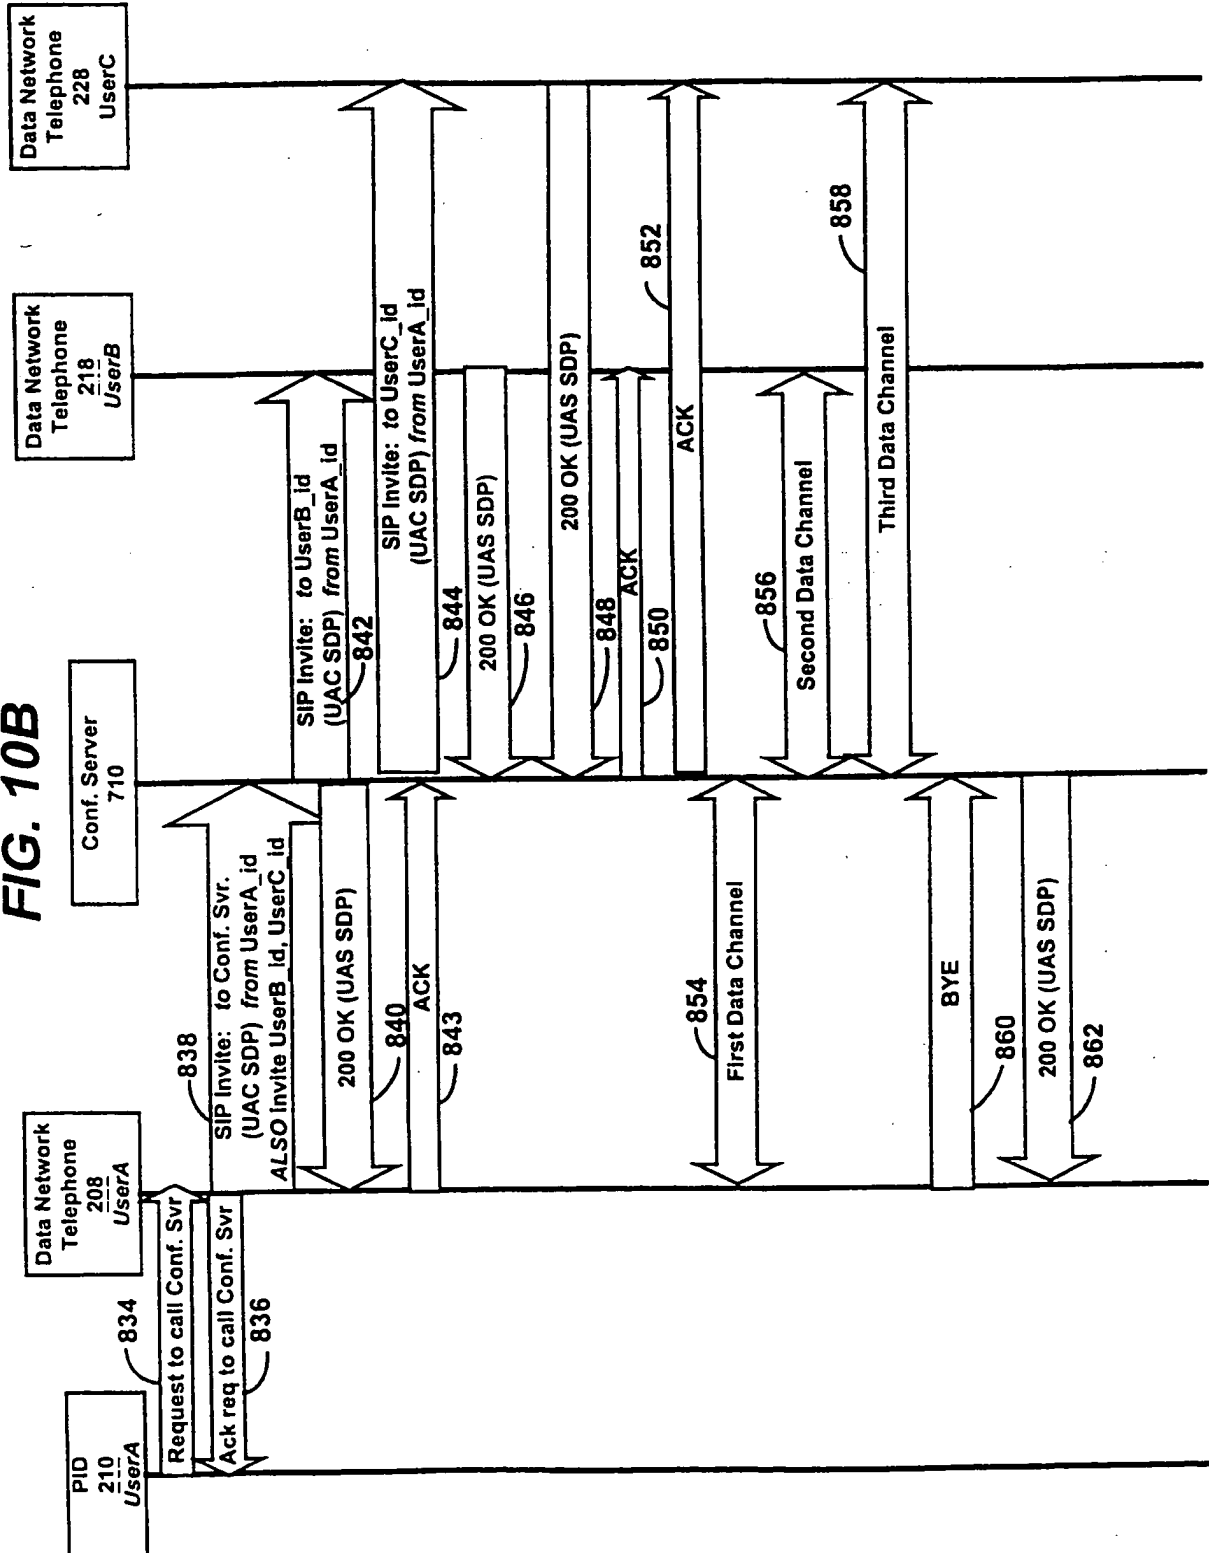 FIG. 10B
PID
210
UserA
Data Network
Telephone
208
UserA
Conf. Server
710
Data Network
Telephone
218
UserB
Data Network
Telephone
228
UserC
834
Request to call Conf. Svr
Ack req to call Conf. Svr
836
838
SIP Invite: to Conf. Svr.
(UAC SDP) from UserA_id
ALSO Invite UserB_id, UserC_id
200 OK (UAS SDP)
840
SIP Invite: to UserB_id
(UAC SDP) from UserA_id
842
ACK
843
SIP Invite: to UserC_id
(UAC SDP) from UserA_id
844
200 OK (UAS SDP)
846
200 OK (UAS SDP)
848
ACK
850
852
ACK
854
First Data Channel
856
Second Data Channel
858
Third Data Channel
BYE
860
200 OK (UAS SDP)
862